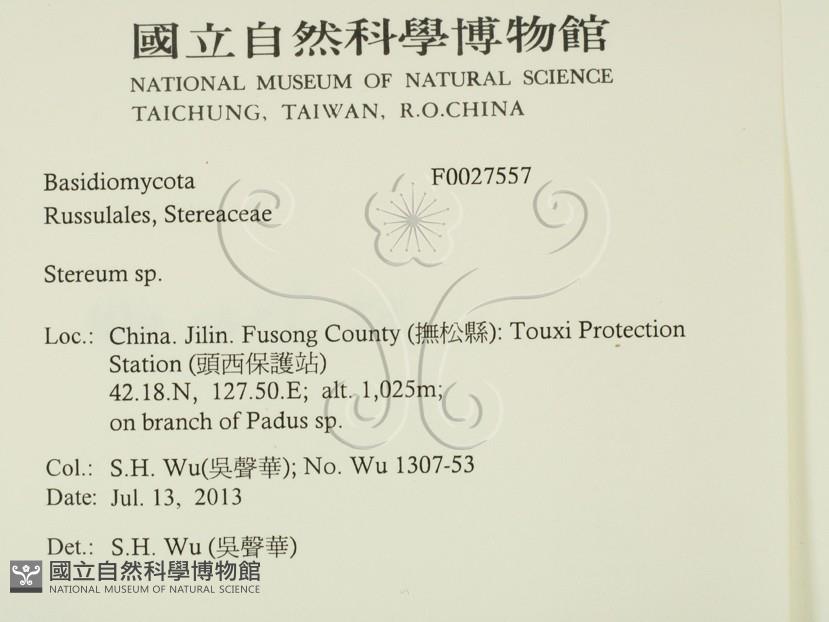 國立自然科學博物館
NATIONAL MUSEUM OF NATURAL SCIENCE
TAICHUNG, TAIWAN, R.O.CHINA
Basidiomycota F0027557
Russulales, Stereaceae
Stereum sp.
Loc.: China. Jilin. Fusong County (撫松縣): Touxi Protection
Station (頭西保護站)
42.18.N, 127.50.E; alt. 1,025m;
on branch of Padus sp.
Col.: S.H. Wu(吳聲華); No. Wu 1307-53
Date: Jul. 13, 2013
Det.: S.H. Wu (吳聲華)
國立自然科學博物館
NATIONAL MUSEUM OF NATURAL SCIENCE